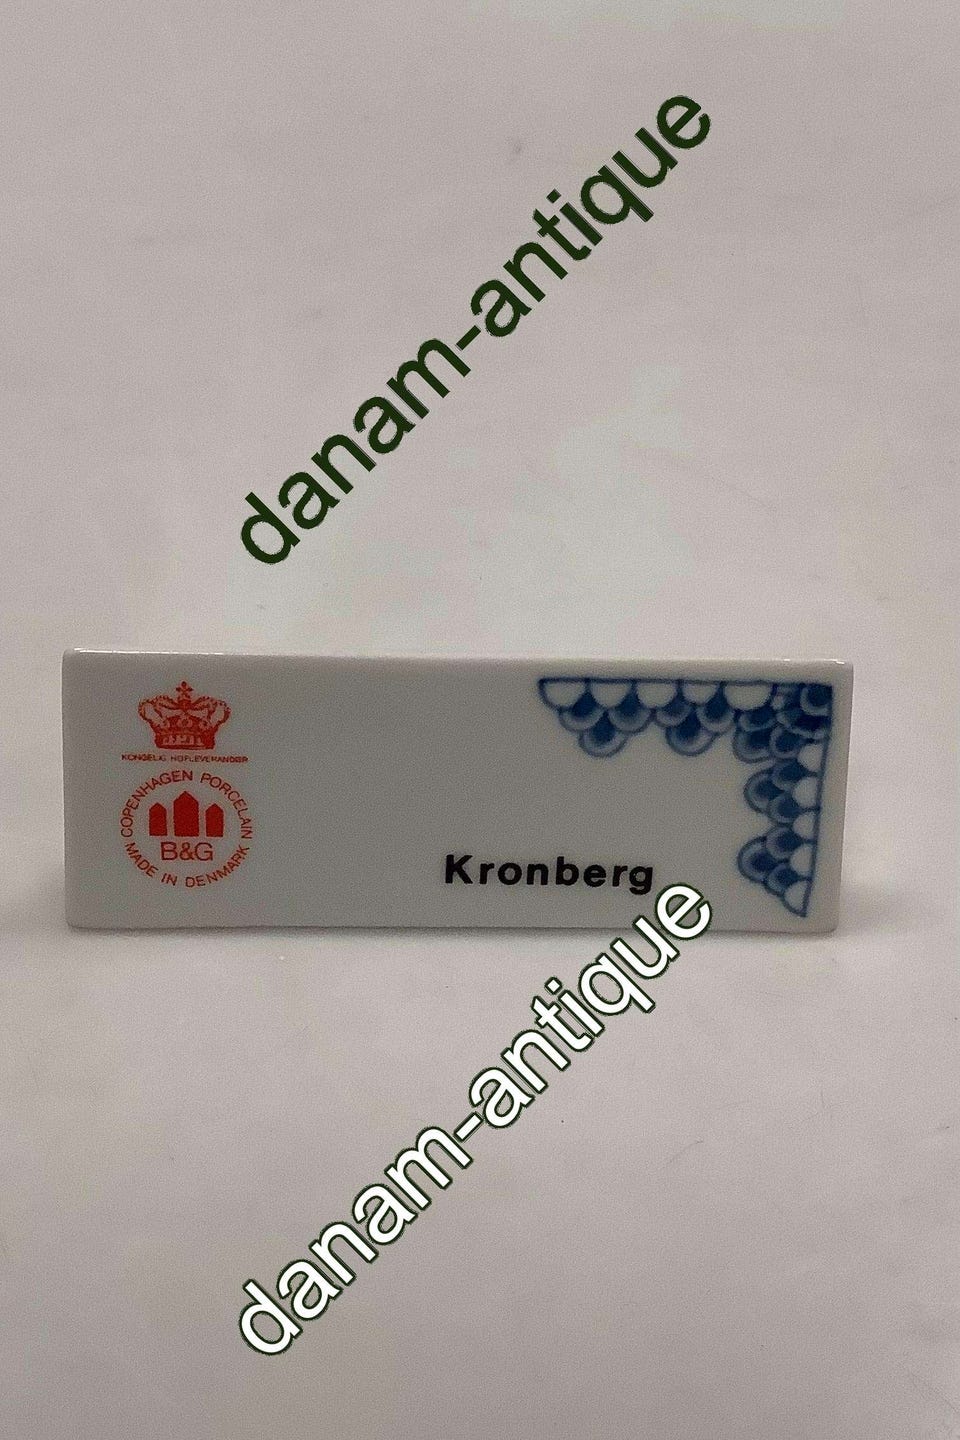 danam-antique
KONGELIG HOFLEVERANDØR
COPENHAGEN PORCELAIN
B&G
MADE IN DENMARK
Kronberg
danam-antique